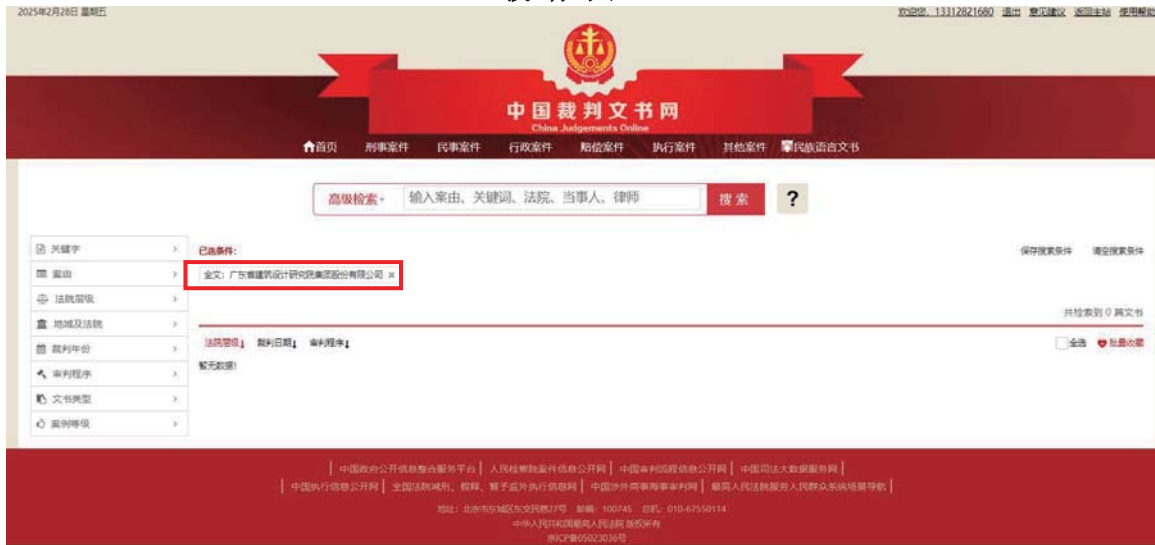 2025年2月28日 星期五
欢迎您，13312821680 退出 意见建议 返回主站 使用帮助
中国裁判文书网
China Judgements Online
首页 刑事案件 民事案件 行政案件 赔偿案件 执行案件 其他案件 民族语言文书
高级检索 输入案由、关键词、法院、当事人、律师 搜索 ?
关键字
案由
法院层级
地域及法院
裁判年份
审判程序
文书类型
案例等级
已选条件： 保存搜索条件 清空搜索条件
全文：广东省建筑设计研究院集团股份有限公司 ×
共检索到 0 篇文书
法院层级 裁判日期 审判程序 全选 批量收藏
暂无数据!
中国政府公开信息整合服务平台 | 人民检察院案件信息公开网 | 中国审判流程信息公开网 | 中国司法大数据服务网 |
中国执行信息公开网 | 全国法院减刑、假释、暂予监外执行信息网 | 中国涉外商事海事审判网 | 最高人民法院服务人民群众系统场景导航 |
地址：北京市东城区东交民巷27号 邮编：100745 总机：010-67550114
中华人民共和国最高人民法院 版权所有
京ICP备05023036号